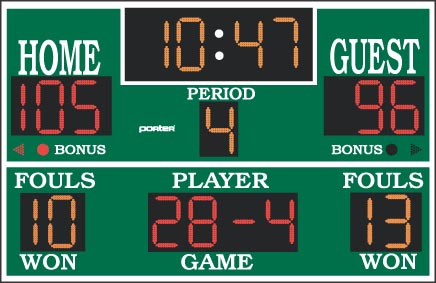 10:47
HOME
GUEST
105
PERIOD
96
porter
4
BONUS
BONUS
FOULS
PLAYER
FOULS
10
28-4
13
WON
GAME
WON